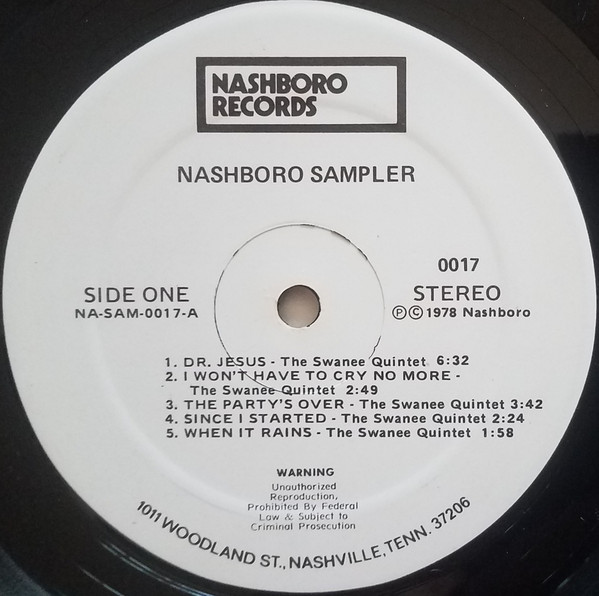 NASHBORO
RECORDS
NASHBORO SAMPLER
0017
SIDE ONE
NA-SAM-0017-A
STEREO
ⓅⒸ1978 Nashboro
1. DR. JESUS - The Swanee Quintet 6:32
2. I WON'T HAVE TO CRY NO MORE -
The Swanee Quintet 2:49
3. THE PARTY'S OVER - The Swanee Quintet 3:42
4. SINCE I STARTED - The Swanee Quintet 2:24
5. WHEN IT RAINS - The Swanee Quintet 1:58
WARNING
Unauthorized
Reproduction,
Prohibited By Federal
Law & Subject to
Criminal Prosecution
1011 WOODLAND ST., NASHVILLE, TENN. 37206